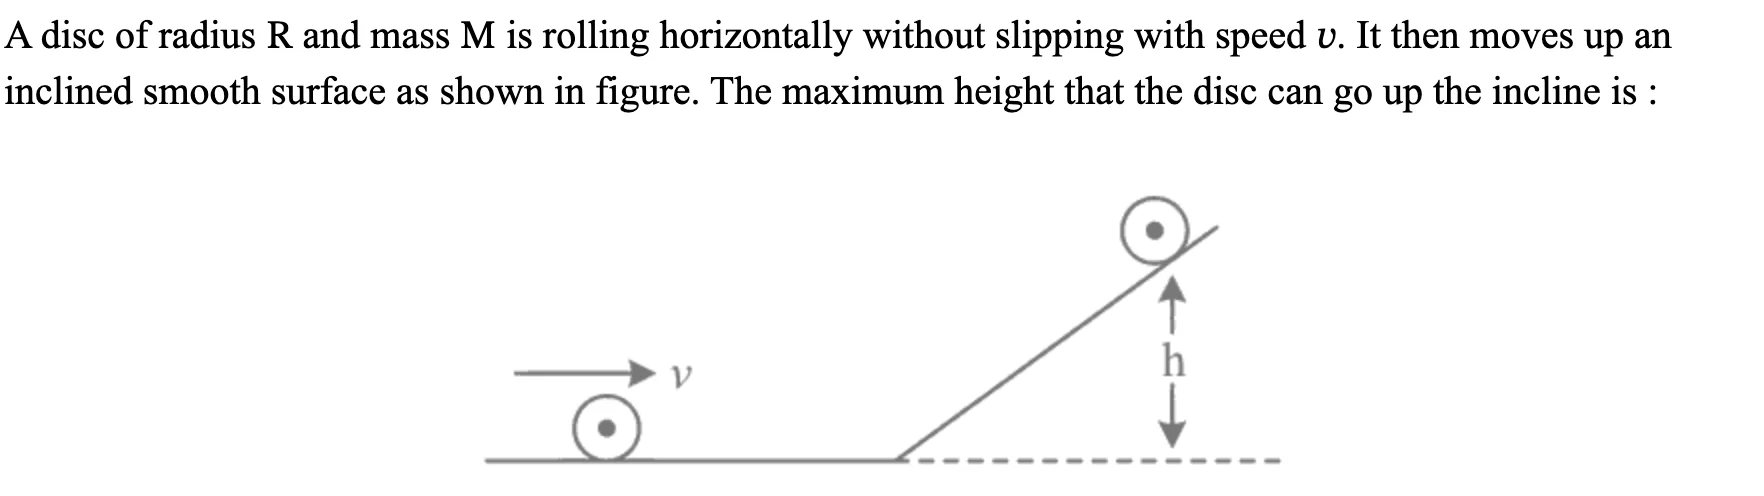 A disc of radius R and mass M is rolling horizontally without slipping with speed v. It then moves up an
inclined smooth surface as shown in figure. The maximum height that the disc can go up the incline is :
v
h